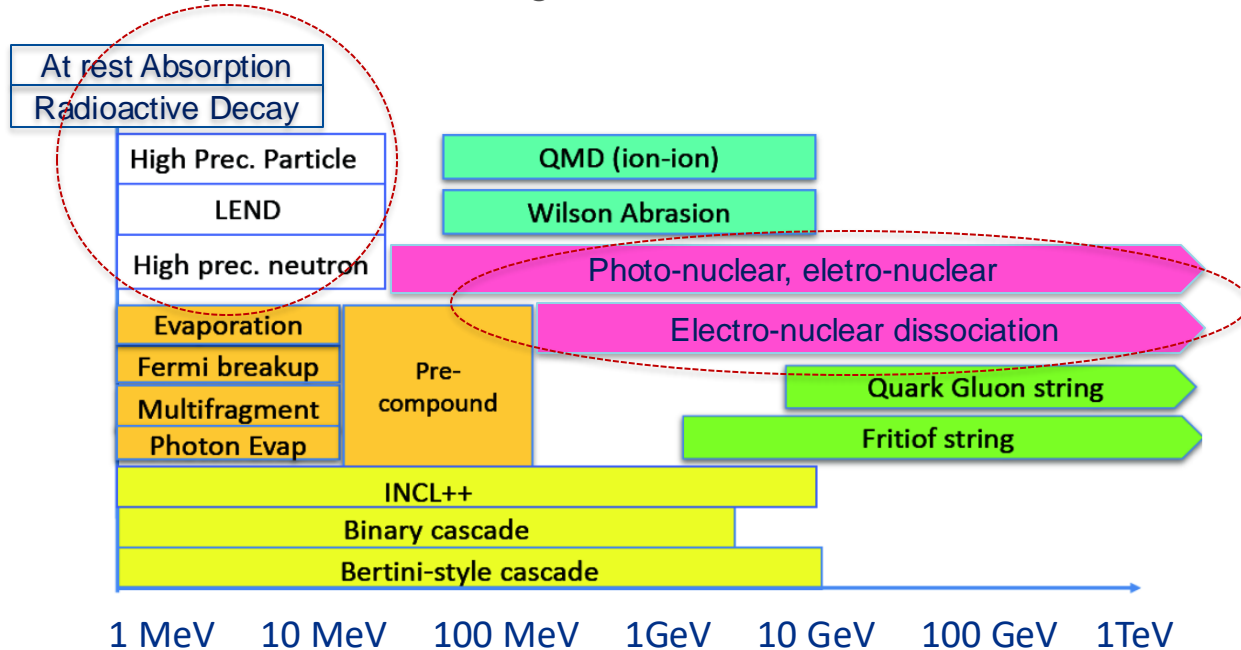 At rest Absorption
Radioactive Decay
High Prec. Particle
QMD (ion-ion)
LEND
Wilson Abrasion
High prec. neutron
Photo-nuclear, eletro-nuclear
Evaporation
Electro-nuclear dissociation
Fermi breakup
Pre-
compound
Quark Gluon string
Multifragment
Photon Evap
Fritiof string
INCL++
Binary cascade
Bertini-style cascade
1 MeV 10 MeV 100 MeV 1GeV 10 GeV 100 GeV 1TeV